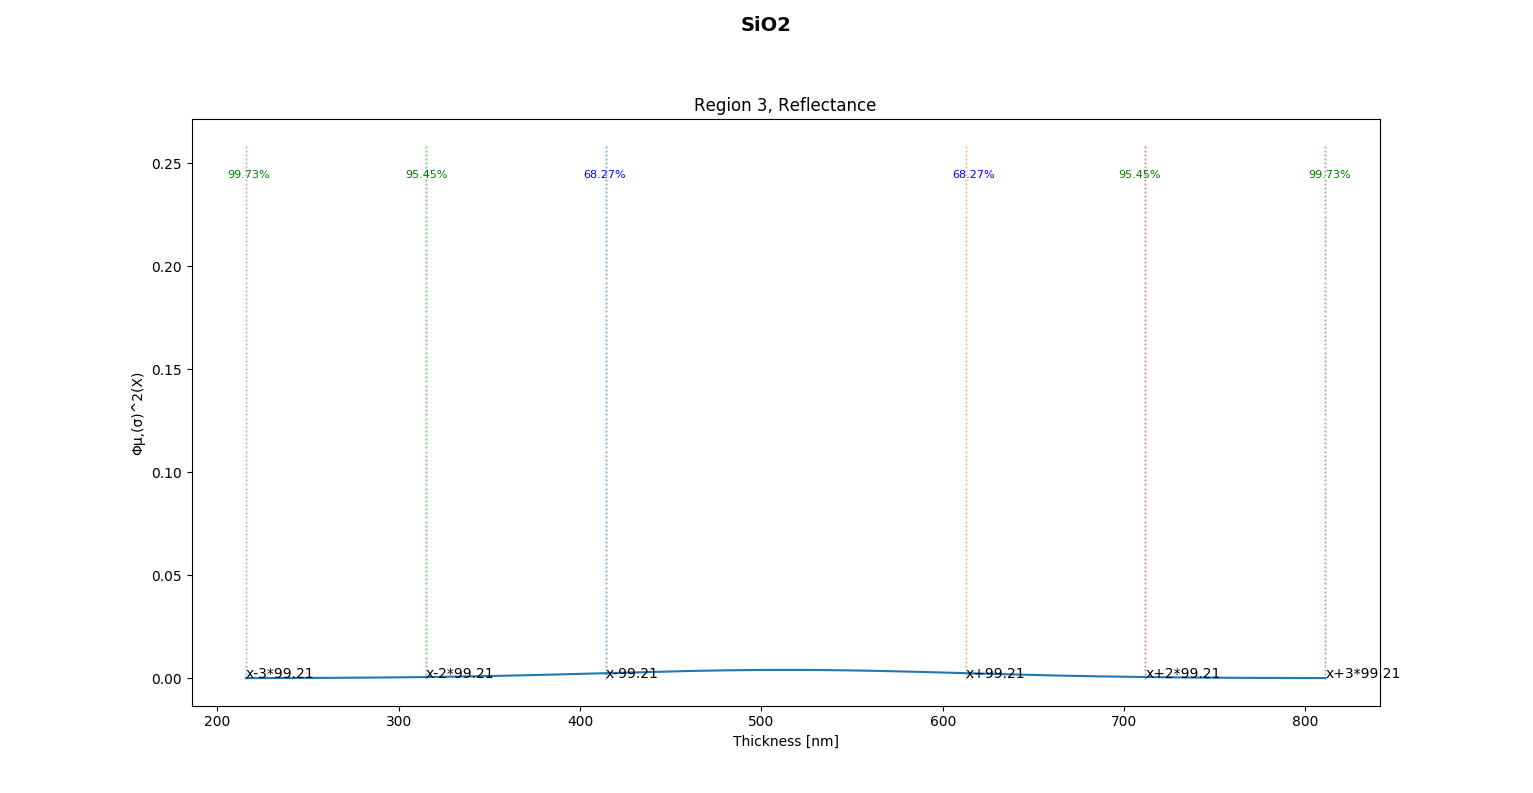 SiO2
Region 3, Reflectance
0.25
0.20
0.15
0.10
0.05
0.00
Φμ,(σ)^2(X)
99.73%
95.45%
68.27%
68.27%
95.45%
99.73%
x-3*99.21
x-2*99.21
x-99.21
x+99.21
x+2*99.21
x+3*99.21
200
300
400
500
600
700
800
Thickness [nm]